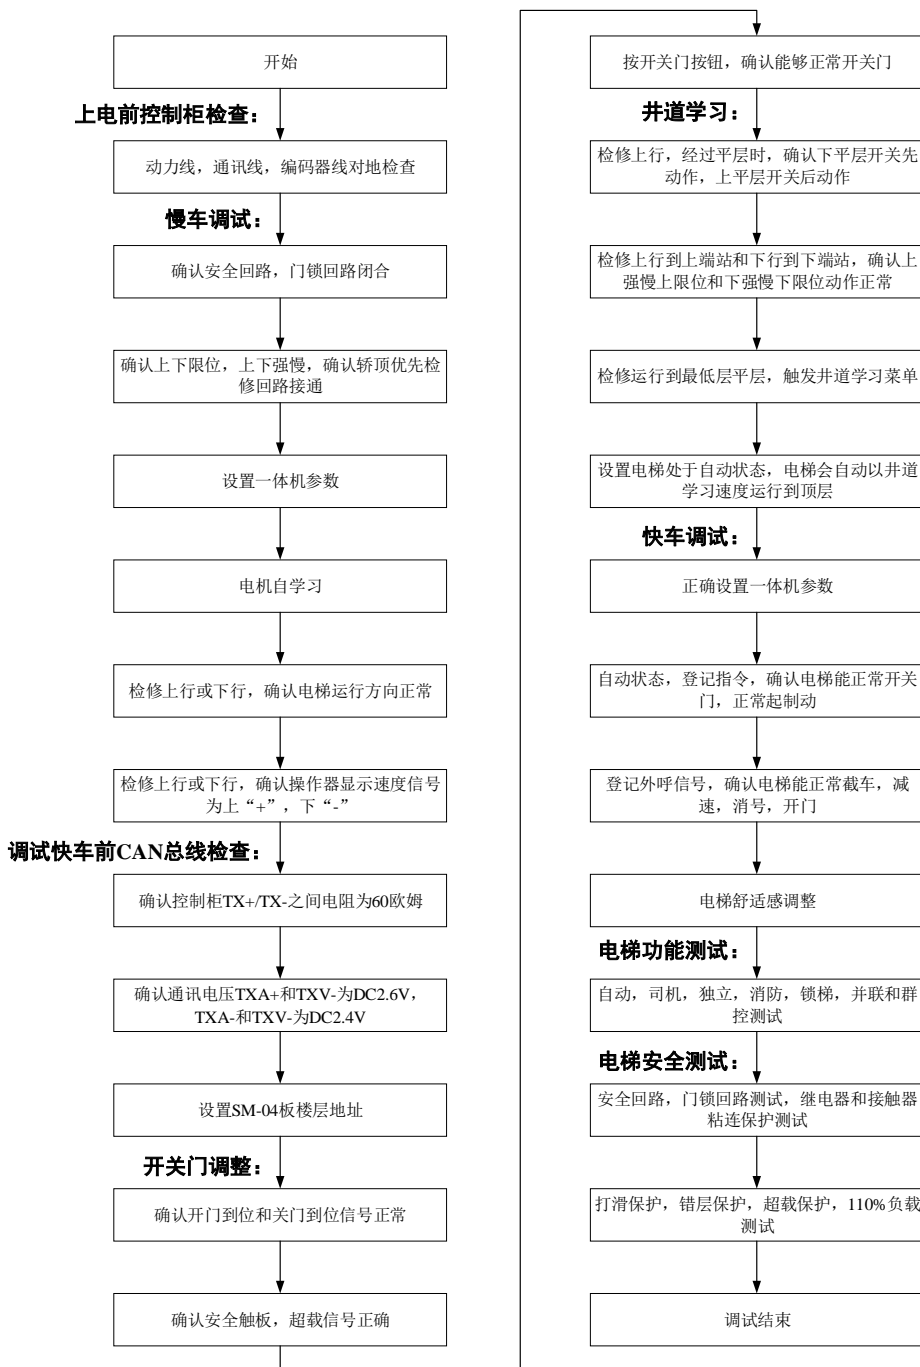 开始
上电前控制柜检查：
动力线，通讯线，编码器线对地检查
慢车调试：
确认安全回路，门锁回路闭合
确认上下限位，上下强慢，确认轿顶优先检
修回路接通
设置一体机参数
电机自学习
检修上行或下行，确认电梯运行方向正常
检修上行或下行，确认操作器显示速度信号
为上“+”，下“-”
调试快车前CAN总线检查：
确认控制柜TX+/TX-之间电阻为60欧姆
确认通讯电压TXA+和TXV-为DC2.6V，
TXA-和TXV-为DC2.4V
设置SM-04板楼层地址
开关门调整：
确认开门到位和关门到位信号正常
确认安全触板，超载信号正确
按开关门按钮，确认能够正常开关门
井道学习：
检修上行，经过平层时，确认下平层开关先
动作，上平层开关后动作
检修上行到上端站和下行到下端站，确认上
强慢上限位和下强慢下限位动作正常
检修运行到最低层平层，触发井道学习菜单
设置电梯处于自动状态，电梯会自动以井道
学习速度运行到顶层
快车调试：
正确设置一体机参数
自动状态，登记指令，确认电梯能正常开关
门，正常起制动
登记外呼信号，确认电梯能正常截车，减
速，消号，开门
电梯舒适感调整
电梯功能测试：
自动，司机，独立，消防，锁梯，并联和群
控测试
电梯安全测试：
安全回路，门锁回路测试，继电器和接触器
粘连保护测试
打滑保护，错层保护，超载保护，110%负载
测试
调试结束